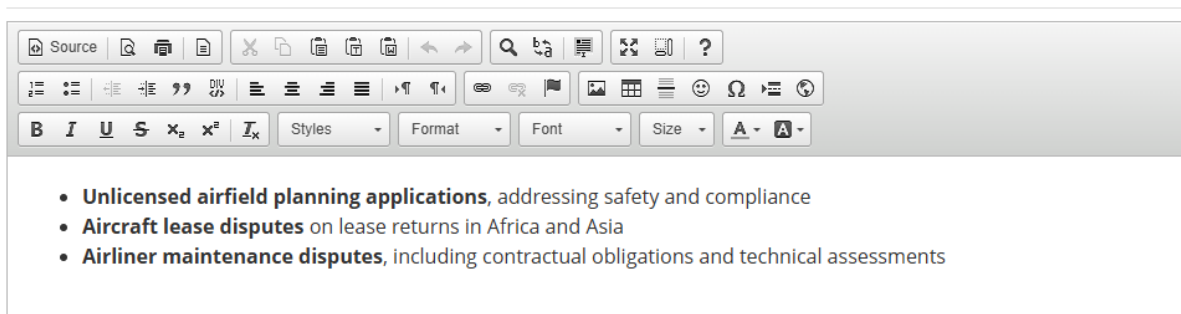 Source
Styles Format Font Size
Unlicensed airfield planning applications, addressing safety and compliance
Aircraft lease disputes on lease returns in Africa and Asia
Airliner maintenance disputes, including contractual obligations and technical assessments